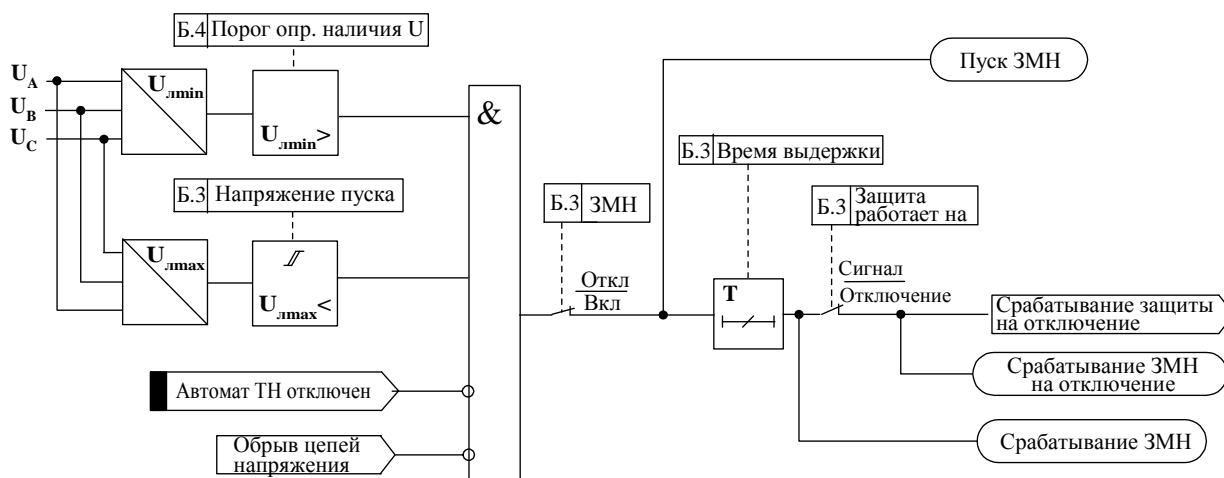 Б.4 Порог опр. наличия U
U_A
U_B
U_C
U_лmin
U_лmin>
&
Пуск ЗМН
Б.3 Время выдержки
Б.3 Напряжение пуска
Б.3 ЗМН
Б.3 Защита
работает на
U_лmax
U_лmax<
Откл
Вкл
T
Сигнал
Отключение
Срабатывание защиты
на отключение
Срабатывание ЗМН
на отключение
Автомат ТН отключен
Обрыв цепей
напряжения
Срабатывание ЗМН